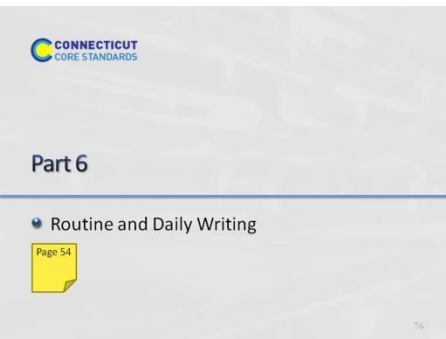 CONNECTICUT
CORE STANDARDS
Part 6
Routine and Daily Writing
Page 54
76